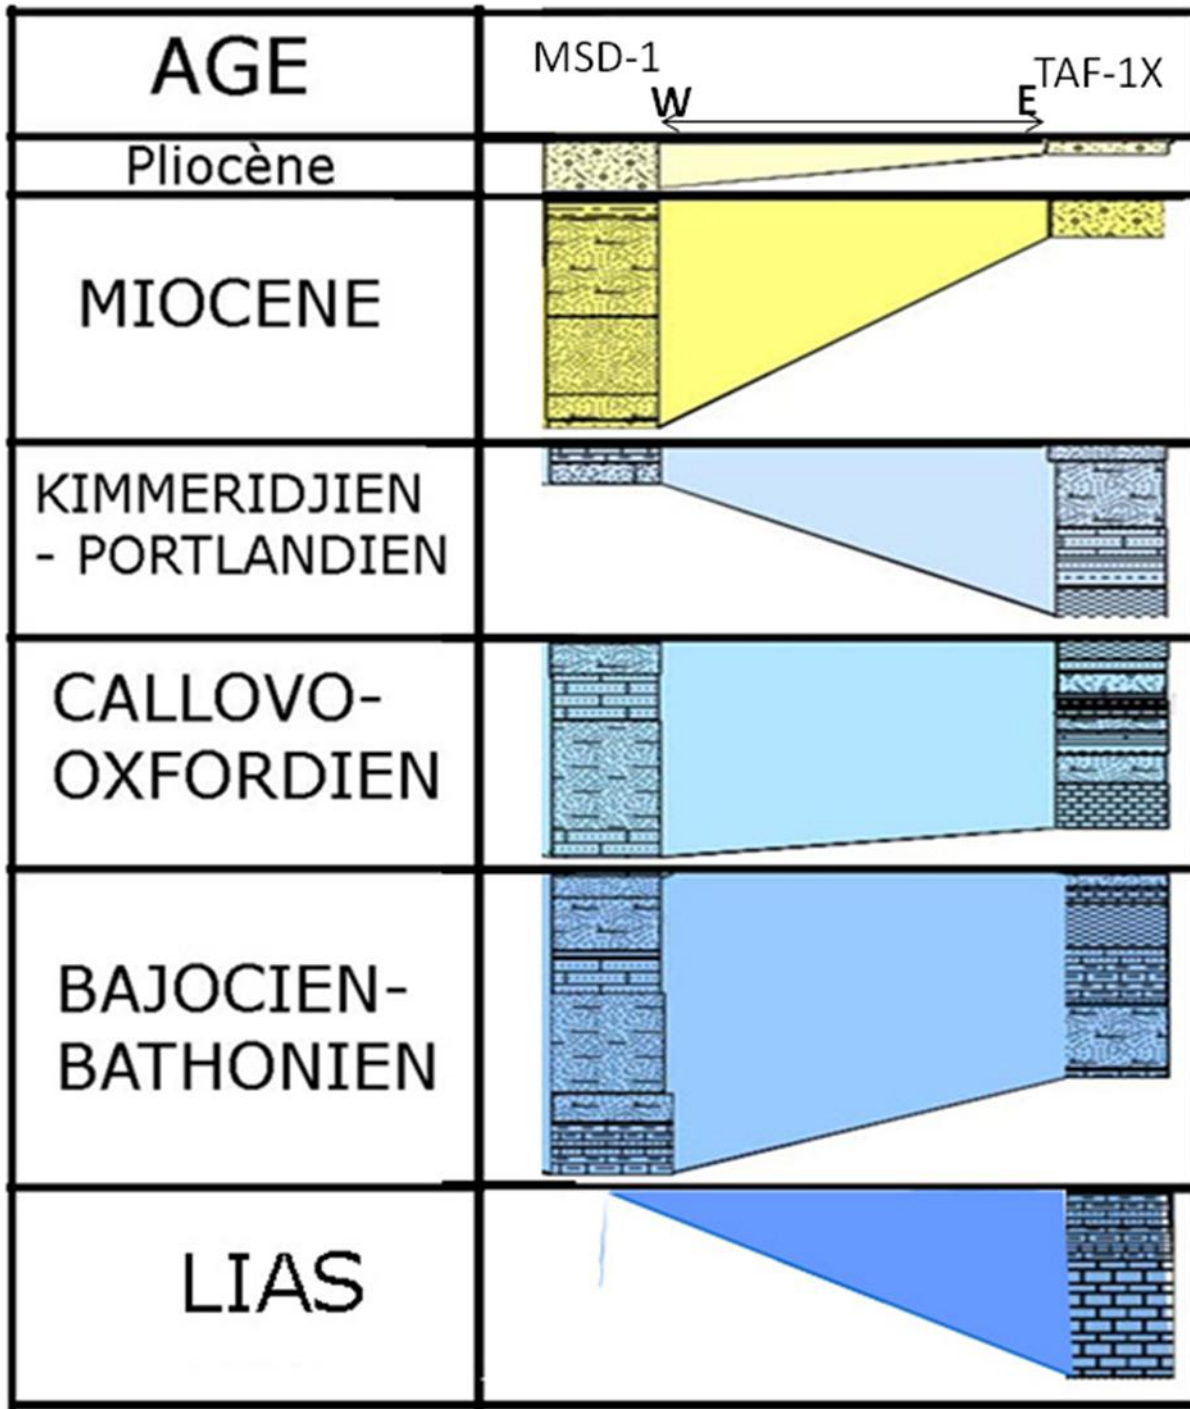 AGE
MSD-1
TAF-1X
W
E
Pliocène
MIOCENE
KIMMERIDJIEN
- PORTLANDIEN
CALLOVO-
OXFORDIEN
BAJOCIEN-
BATHONIEN
LIAS